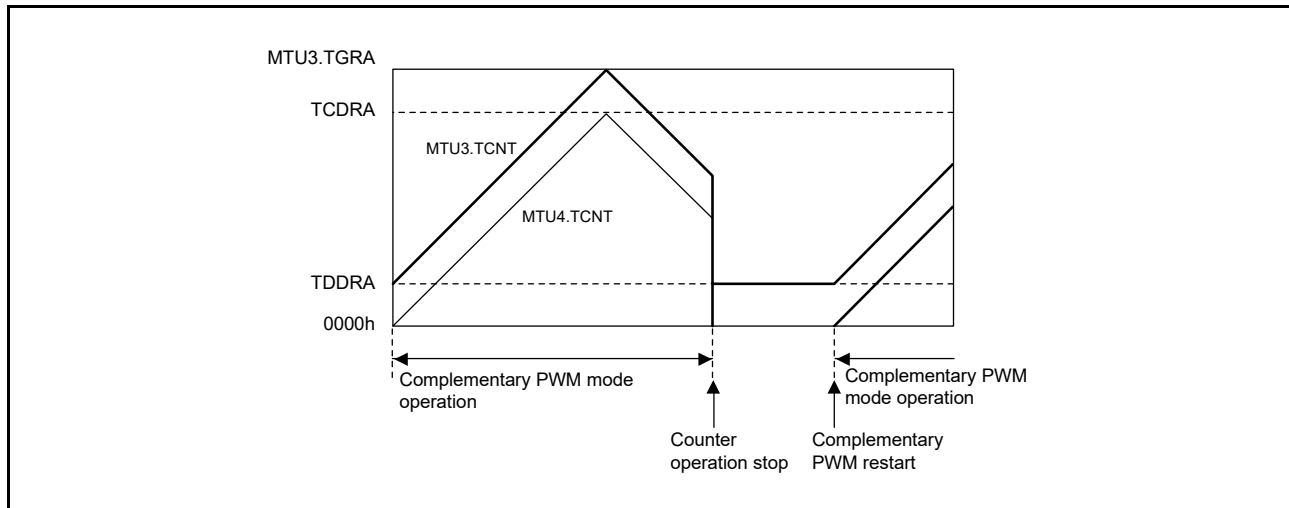 MTU3.TGRA
TCDRA
MTU3.TCNT
MTU4.TCNT
TDDRA
0000h
Complementary PWM mode
operation
Complementary PWM
mode operation
Counter
operation stop
Complementary
PWM restart